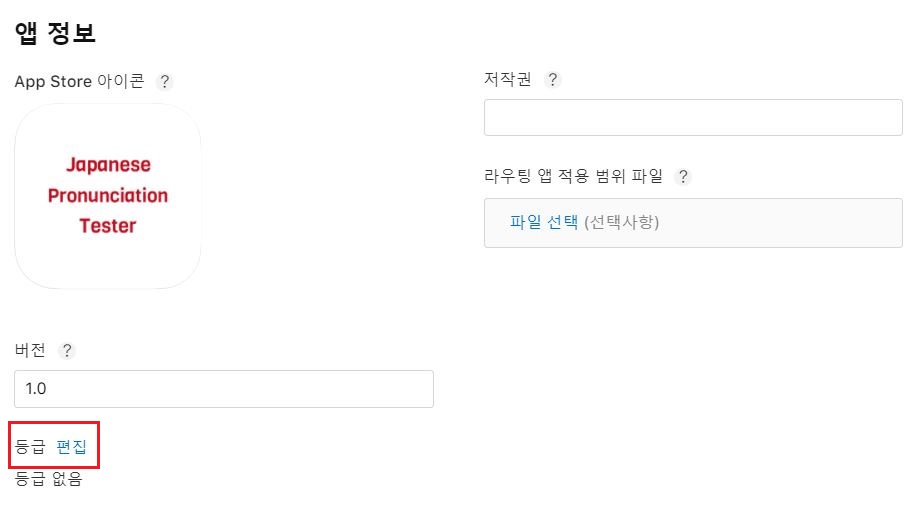 앱 정보
App Store 아이콘 ?
Japanese
Pronunciation
Tester
버전 ?
1.0
등급 편집
등급 없음
저작권 ?
라우팅 앱 적용 범위 파일 ?
파일 선택 (선택사항)